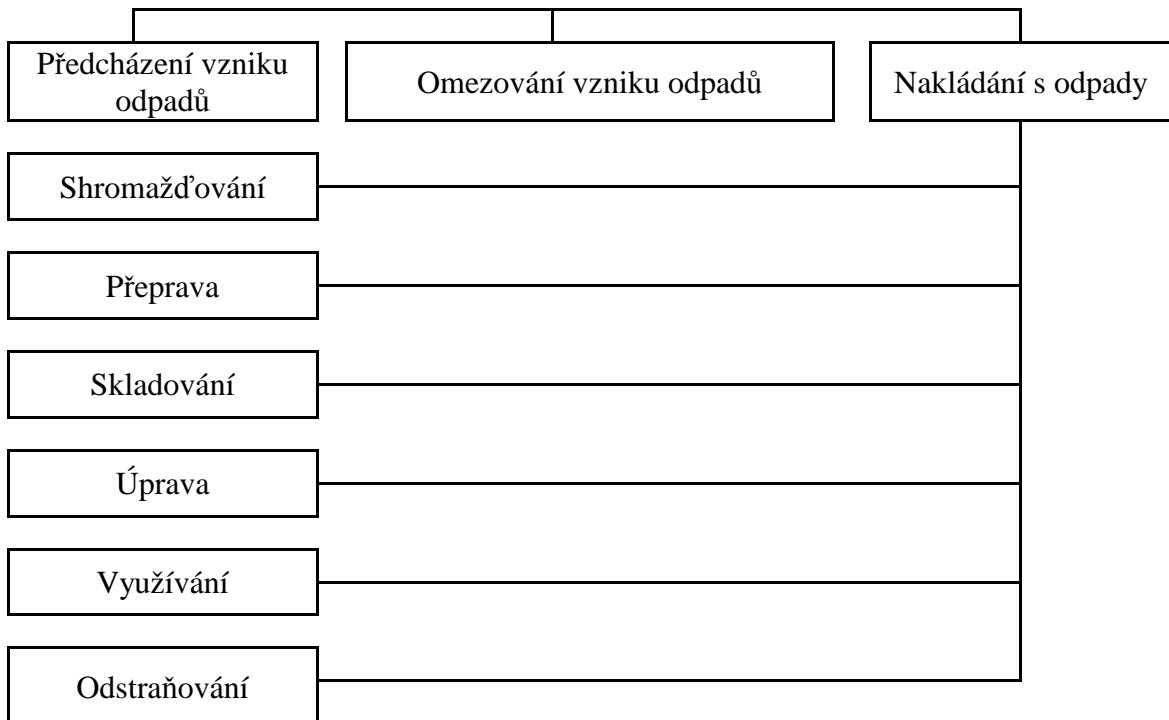 Předcházení vzniku
odpadů
Omezování vzniku odpadů
Nakládání s odpady
Shromažďování
Přeprava
Skladování
Úprava
Využívání
Odstraňování